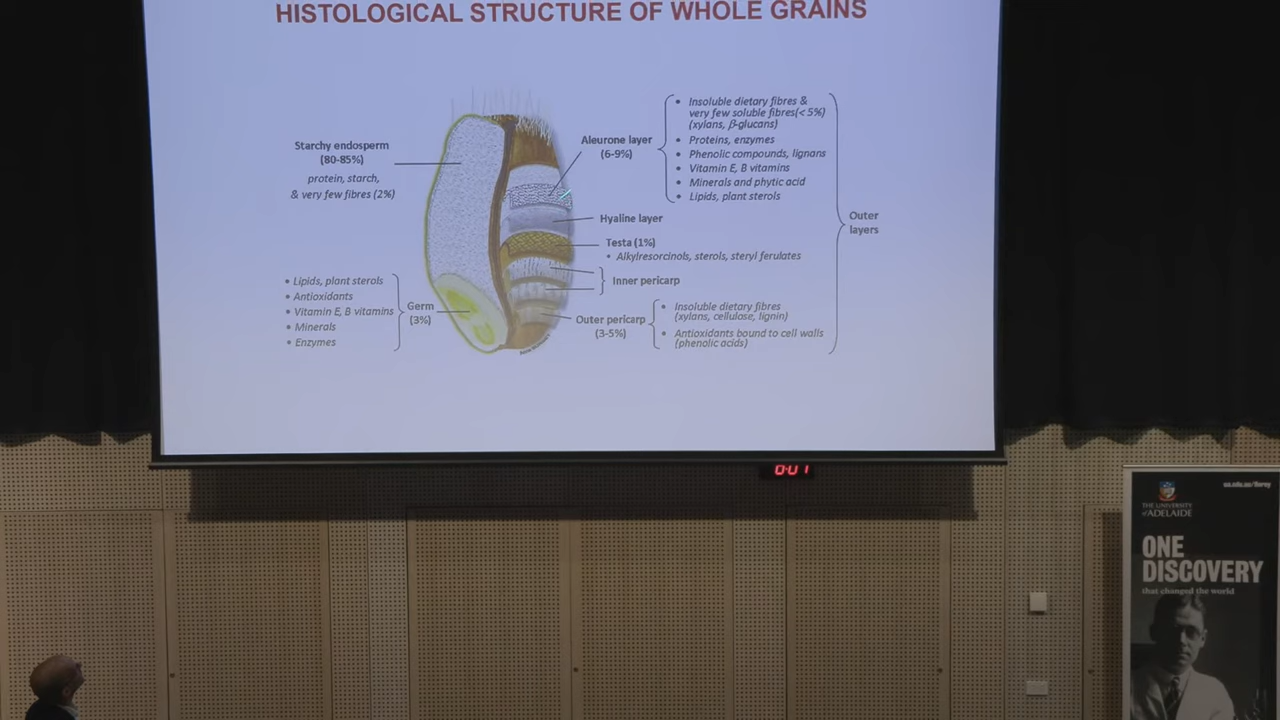 HISTOLOGICAL STRUCTURE OF WHOLE GRAINS
Starchy endosperm
(80-85%)
protein, starch,
& very few fibres (2%)
Aleurone layer
(6-9%)
• Insoluble dietary fibres &
very few soluble fibres(< 5%)
(xylans, β-glucans)
• Proteins, enzymes
• Phenolic compounds, lignans
• Vitamin E, B vitamins
• Minerals and phytic acid
• Lipids, plant sterols
Hyaline layer
Testa (1%)
• Alkylresorcinols, sterols, steryl ferulates
Inner pericarp
Outer
layers
• Lipids, plant sterols
• Antioxidants
• Vitamin E, B vitamins
• Minerals
• Enzymes
Germ
(3%)
Outer pericarp
(3-5%)
• Insoluble dietary fibres
(xylans, cellulose, lignin)
• Antioxidants bound to cell walls
(phenolic acids)
0:01
THE UNIVERSITY
of ADELAIDE
ONE
DISCOVERY
that changed the world